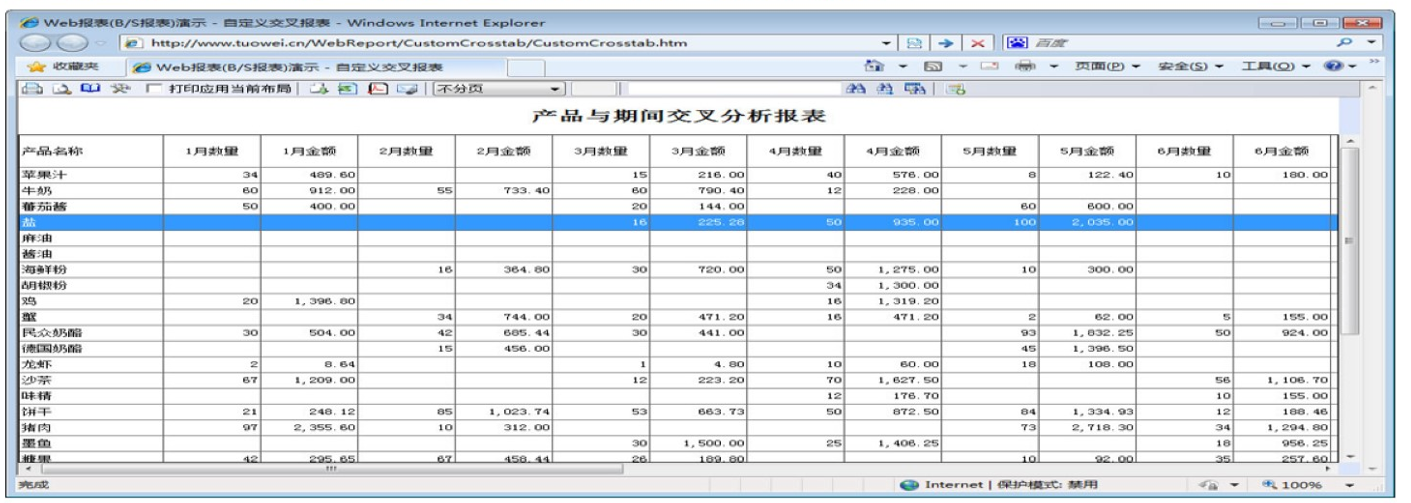 Web报表(B/S报表)演示 - 自定义交叉报表 - Windows Internet Explorer
http://www.tuowei.cn/WebReport/CustomCrosstab/CustomCrosstab.htm 百度
收藏夹 Web报表(B/S报表)演示 - 自定义交叉报表 页面(P) 安全(S) 工具(O)
打印应用当前布局 不分页
产品与期间交叉分析报表
产品名称 1月数量 1月金额 2月数量 2月金额 3月数量 3月金额 4月数量 4月金额 5月数量 5月金额 6月数量 6月金额
苹果汁 34 489.60 15 216.00 40 576.00 8 122.40 10 180.00
牛奶 60 912.00 55 733.40 60 790.40 12 228.00
蕃茄酱 50 400.00 20 144.00 60 600.00
盐 16 225.28 50 935.00 100 2,035.00
麻油
酱油
海鲜粉 16 364.80 30 720.00 50 1,275.00 10 300.00
胡椒粉 34 1,300.00
鸡 20 1,396.80 16 1,319.20
蟹 34 744.00 20 471.20 16 471.20 2 62.00 5 155.00
民众奶酪 30 504.00 42 685.44 30 441.00 93 1,832.25 50 924.00
德国奶酪 15 456.00 45 1,396.50
龙虾 2 8.64 1 4.80 10 60.00 18 108.00
沙茶 67 1,209.00 12 223.20 70 1,627.50 56 1,106.70
味精 12 176.70 10 155.00
饼干 21 248.12 85 1,023.74 53 663.73 50 872.50 84 1,334.93 12 188.46
猪肉 97 2,355.60 10 312.00 73 2,718.30 34 1,294.80
墨鱼 30 1,500.00 25 1,406.25 18 956.25
糖果 42 295.65 67 458.44 26 189.80 10 92.00 35 257.60
完成 Internet | 保护模式: 禁用 100%